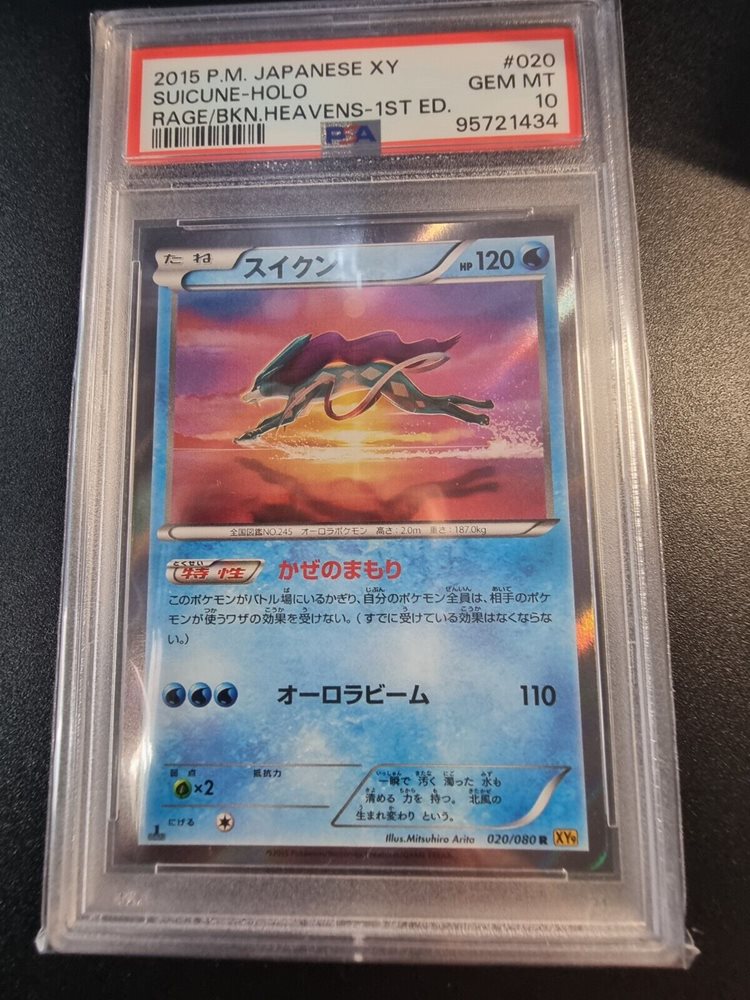 2015 P.M. JAPANESE XY #020
SUICUNE-HOLO GEM MT
RAGE/BKN.HEAVENS-1ST ED. 10
PSA 95721434
たね スイクン HP 120
全国図鑑NO.245 オーロラポケモン 高さ:2.0m 重さ:187.0kg
とくせい
特性 かぜのまもり
このポケモンがバトル場にいるかぎり、自分のポケモン全員は、相手のポケ
モンが使うワザの効果を受けない。(すでに受けている効果はなくならな
い。)
オーロラビーム 110
弱点 抵抗力
×2
にげる
一瞬で 汚く 濁った 水も
清める 力を 持つ。 北風の
生まれ変わり という。
Illus.Mitsuhiro Arita 020/080 R XY9